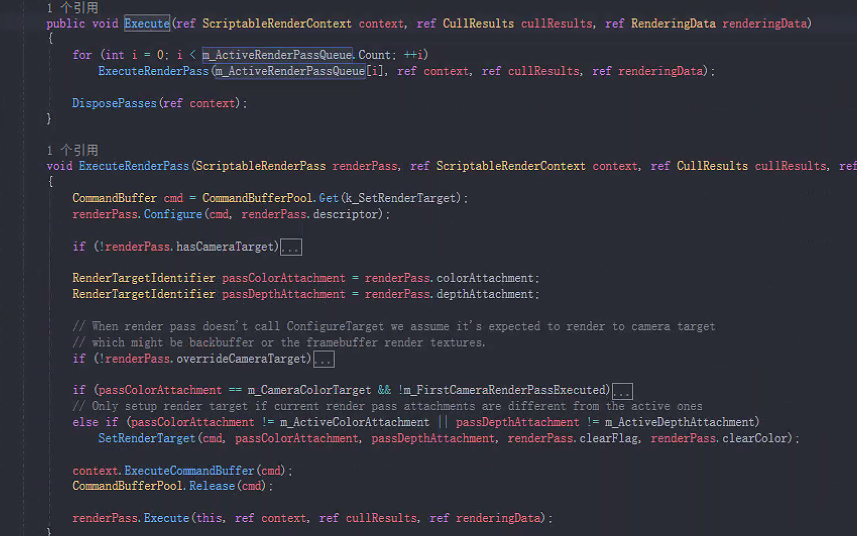 1 个引用
public void Execute(ref ScriptableRenderContext context, ref CullResults cullResults, ref RenderingData renderingData)
{
for (int i = 0; i < m_ActiveRenderPassQueue.Count; ++i)
ExecuteRenderPass(m_ActiveRenderPassQueue[i], ref context, ref cullResults, ref renderingData);
DisposePasses(ref context);
}
1 个引用
void ExecuteRenderPass(ScriptableRenderPass renderPass, ref ScriptableRenderContext context, ref CullResults cullResults, ref
{
CommandBuffer cmd = CommandBufferPool.Get(k_SetRenderTarget);
renderPass.Configure(cmd, renderPass.descriptor);
if (!renderPass.hasCameraTarget)...
RenderTargetIdentifier passColorAttachment = renderPass.colorAttachment;
RenderTargetIdentifier passDepthAttachment = renderPass.depthAttachment;
// When render pass doesn't call ConfigureTarget we assume it's expected to render to camera target
// which might be backbuffer or the framebuffer render textures.
if (!renderPass.overrideCameraTarget)...
if (passColorAttachment == m_CameraColorTarget && !m_FirstCameraRenderPassExecuted)...
// Only setup render target if current render pass attachments are different from the active ones
else if (passColorAttachment != m_ActiveColorAttachment || passDepthAttachment != m_ActiveDepthAttachment)
SetRenderTarget(cmd, passColorAttachment, passDepthAttachment, renderPass.clearFlag, renderPass.clearColor);
context.ExecuteCommandBuffer(cmd);
CommandBufferPool.Release(cmd);
renderPass.Execute(this, ref context, ref cullResults, ref renderingData);
}